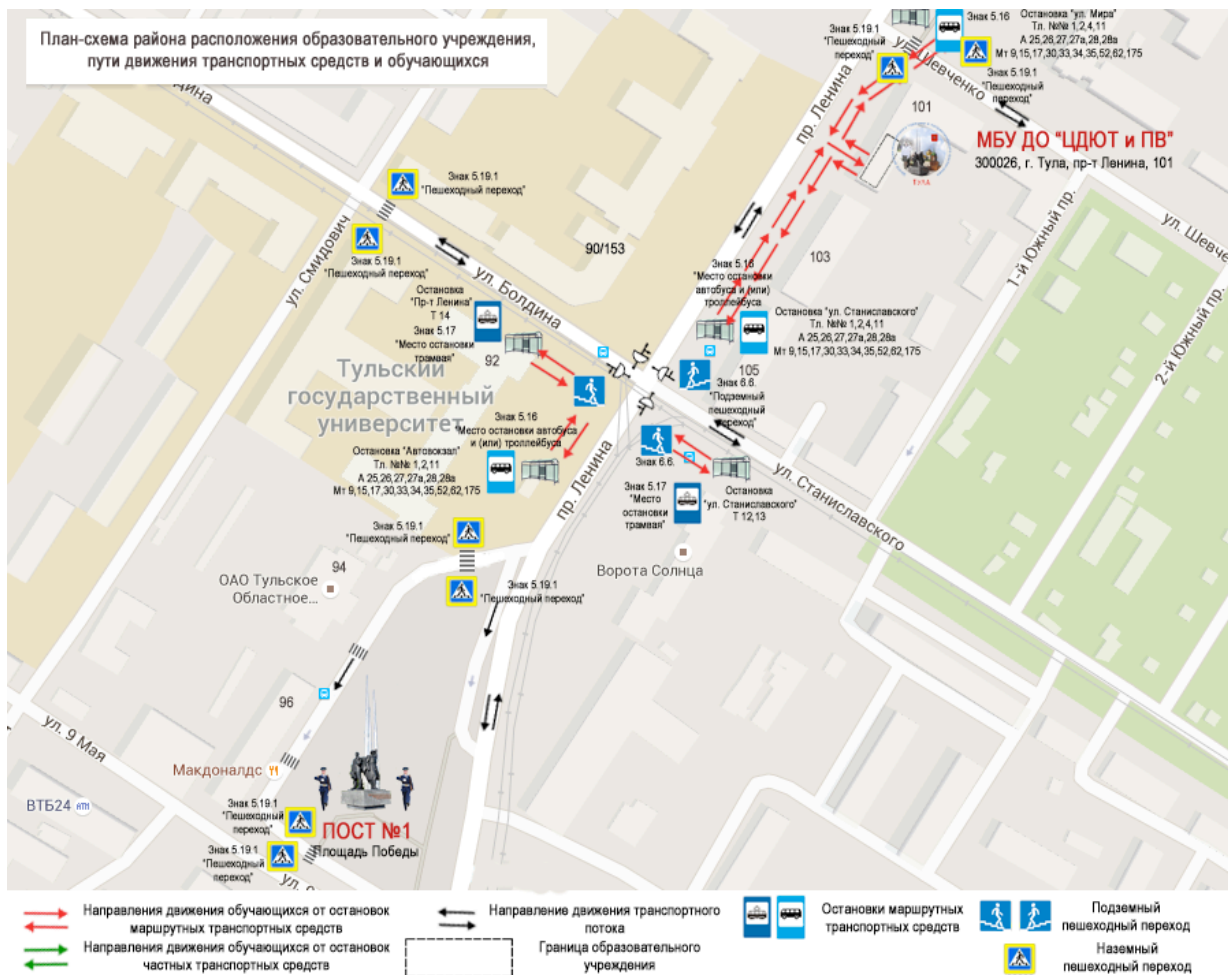 План-схема района расположения образовательного учреждения,
пути движения транспортных средств и обучающихся
Знак 5.19.1
"Пешеходный
переход"
Знак 5.16
Остановка "ул. Мира"
Тл. №№ 1,2,4,11
А 25,26,27,27а,28,28а
Мт 9,15,17,30,33,34,35,52,62,175
Знак 5.19.1
"Пешеходный
переход"
ул. Шевченко
пр. Ленина
101
ТУЛА
МБУ ДО "ЦДЮТ и ПВ"
300026, г. Тула, пр-т Ленина, 101
Знак 5.19.1
"Пешеходный переход"
Знак 5.19.1
"Пешеходный переход"
ул. Смидович
ул. Болдина
90/153
103
1-й Южный пр.
2-й Южный пр.
ул. Шевче
Знак 5.16
"Место остановки
автобуса и (или)
троллейбуса
Остановка "ул. Станиславского"
Тл. №№ 1,2,4,11
А 25,26,27,27а,28,28а
Мт 9,15,17,30,33,34,35,52,62,175
Остановка
"Пр-т Ленина"
Т 14
Знак 5.17
"Место остановки
трамвая"
92
105
Знак 6.6.
"Подземный
пешеходный
переход"
Тульский
государственный
университет
Знак 5.16
"Место остановки автобуса
и (или) троллейбуса
Остановка "Автовокзал"
Тл. №№ 1,2,11
А 25,26,27,27а,28,28а
Мт 9,15,17,30,33,34,35,52,62,175
пр. Ленина
Знак 6.6.
Знак 5.17
"Место
остановки
трамвая"
Остановка
"ул. Станиславского"
Т 12,13
ул. Станиславского
Знак 5.19.1
"Пешеходный переход"
Знак 5.19.1
"Пешеходный переход"
Ворота Солнца
94
ОАО Тульское
Областное...
96
ул. 9 Мая
Макдоналдс
ВТБ24
Знак 5.19.1
"Пешеходный
переход"
Знак 5.19.1
"Пешеходный
переход"
ПОСТ №1
Площадь Победы
Направления движения обучающихся от остановок
маршрутных транспортных средств
Направления движения обучающихся от остановок
частных транспортных средств
Направление движения транспортного
потока
Граница образовательного
учреждения
Остановки маршрутных
транспортных средств
Подземный
пешеходный переход
Наземный
пешеходный переход